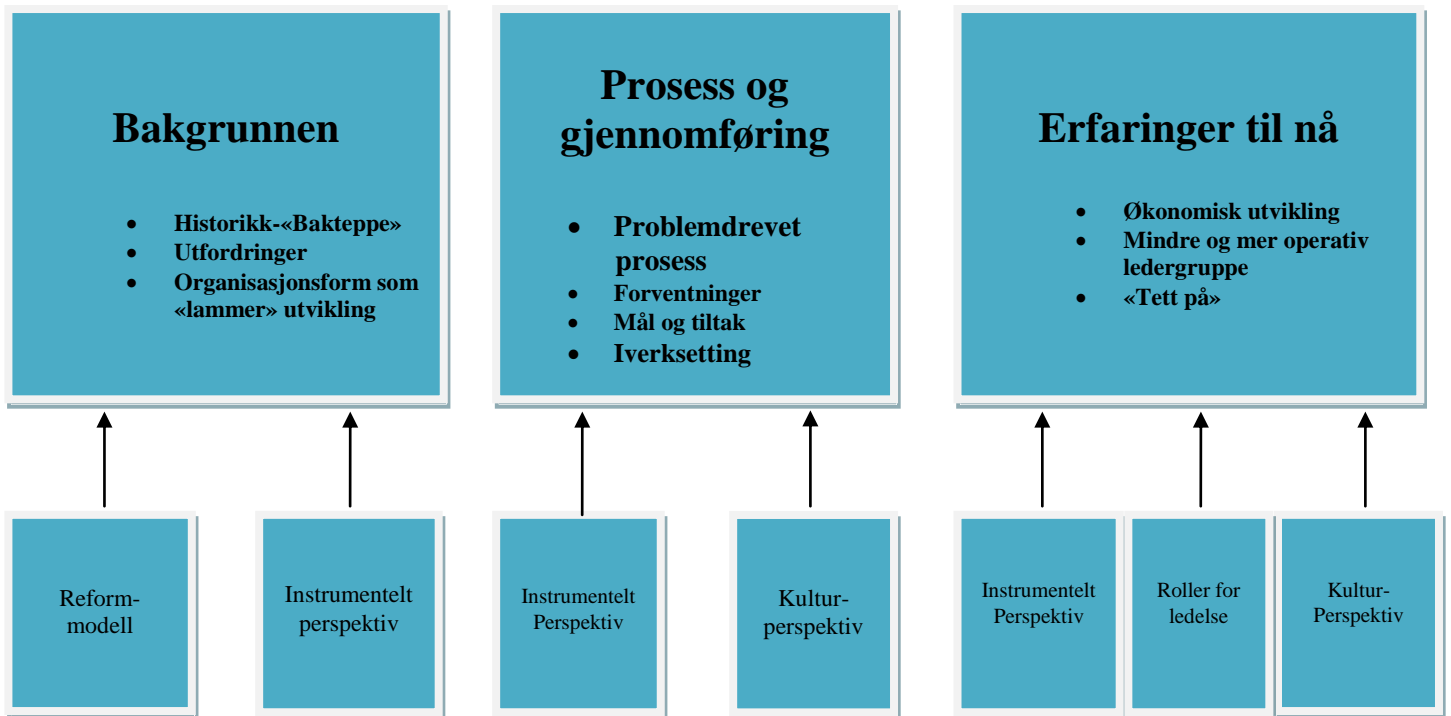 Bakgrunnen
• Historikk-«Bakteppe»
• Utfordringer
• Organisasjonsform som
«lammer» utvikling
Prosess og
gjennomføring
• Problemdrevet
prosess
• Forventninger
• Mål og tiltak
• Iverksetting
Erfaringer til nå
• Økonomisk utvikling
• Mindre og mer operativ
ledergruppe
• «Tett på»
Reform-
modell
Instrumentelt
perspektiv
Instrumentelt
Perspektiv
Kultur-
perspektiv
Instrumentelt
Perspektiv
Roller for
ledelse
Kultur-
Perspektiv